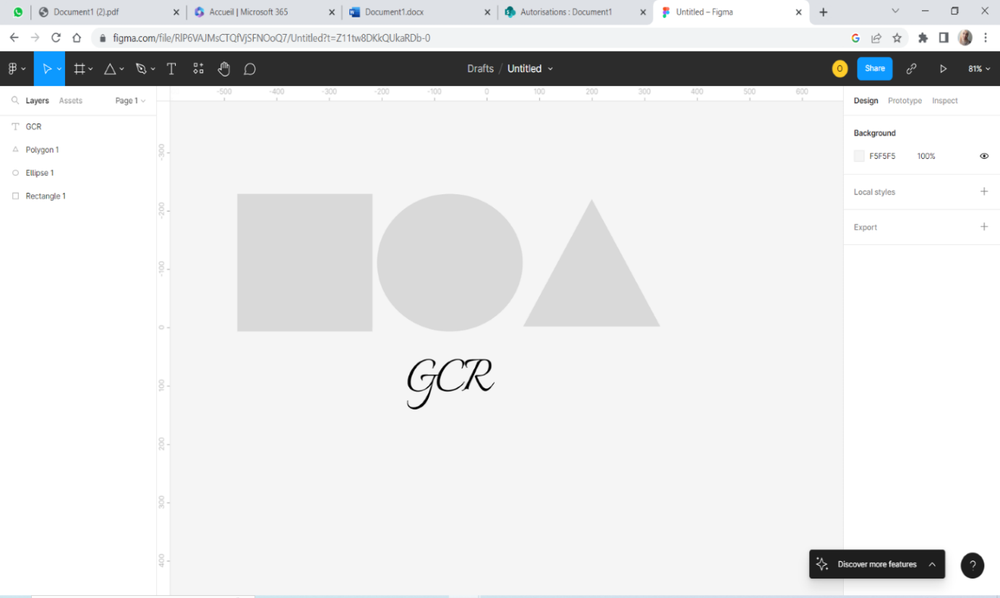 Document1 (2).pdf
Accueil | Microsoft 365
Document1.docx
Autorisations : Document1
Untitled – Figma
figma.com/file/RlP6VAJMsCTQfVjSFNOoQ7/Untitled?t=Z11tw8DKkQUkaRDb-0
Drafts / Untitled
O
Share
81%
Layers Assets Page 1
-500 -400 -300 -200 -100 0 100 200 300 400 500 600
Design Prototype Inspect
GCR
Polygon 1
Ellipse 1
Rectangle 1
-300
-200
-100
0
100
200
300
400
Background
F5F5F5 100%
Local styles
Export
GCR
Discover more features
?